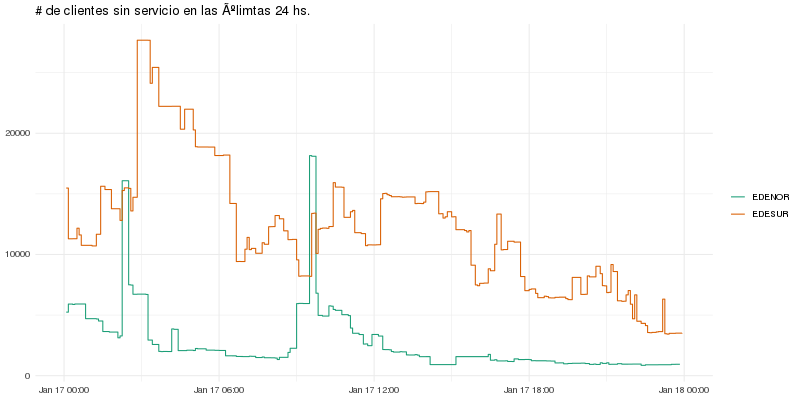 # de clientes sin servicio en las Ãºlimtas 24 hs.
20000
10000
0
Jan 17 00:00
Jan 17 06:00
Jan 17 12:00
Jan 17 18:00
Jan 18 00:00
EDENOR
EDESUR